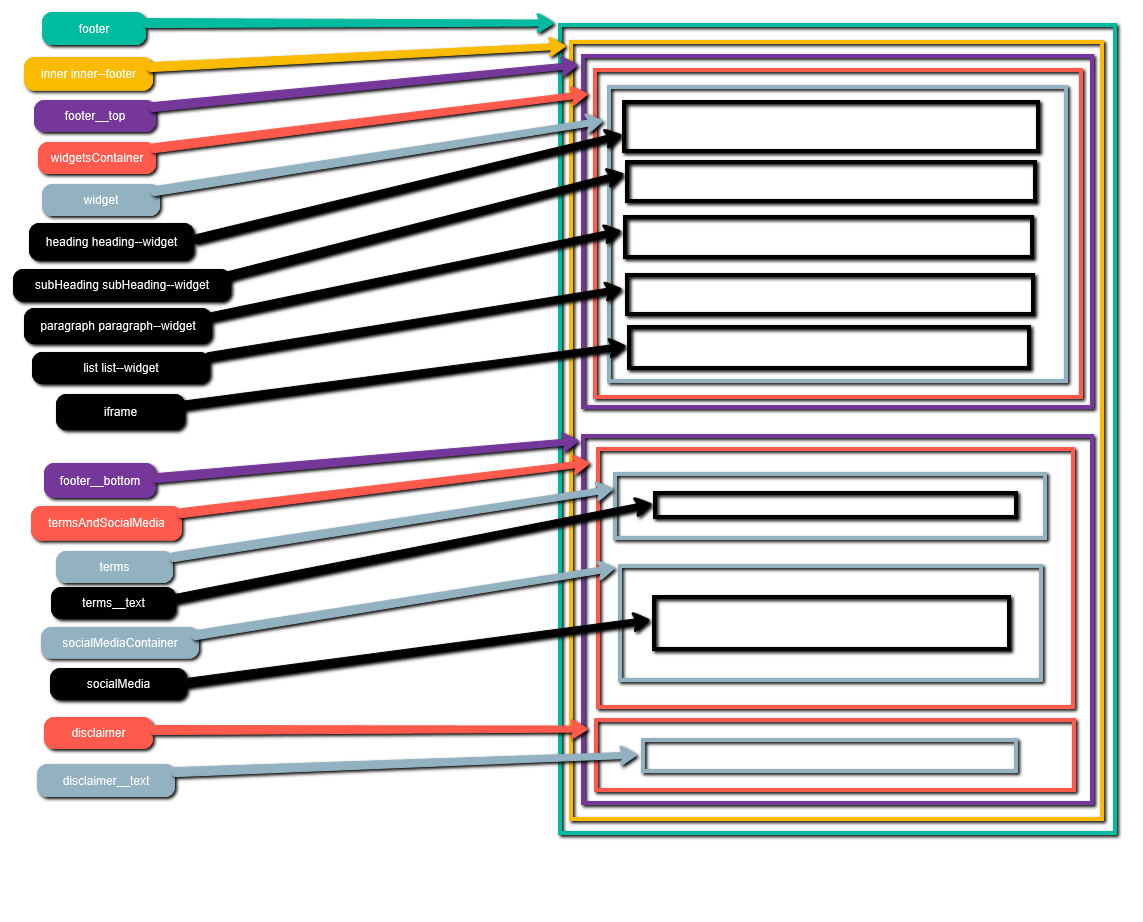 footer
inner inner--footer
footer__top
widgetsContainer
widget
heading heading--widget
subHeading subHeading--widget
paragraph paragraph--widget
list list--widget
iframe
footer__bottom
termsAndSocialMedia
terms
terms__text
socialMediaContainer
socialMedia
disclaimer
disclaimer__text